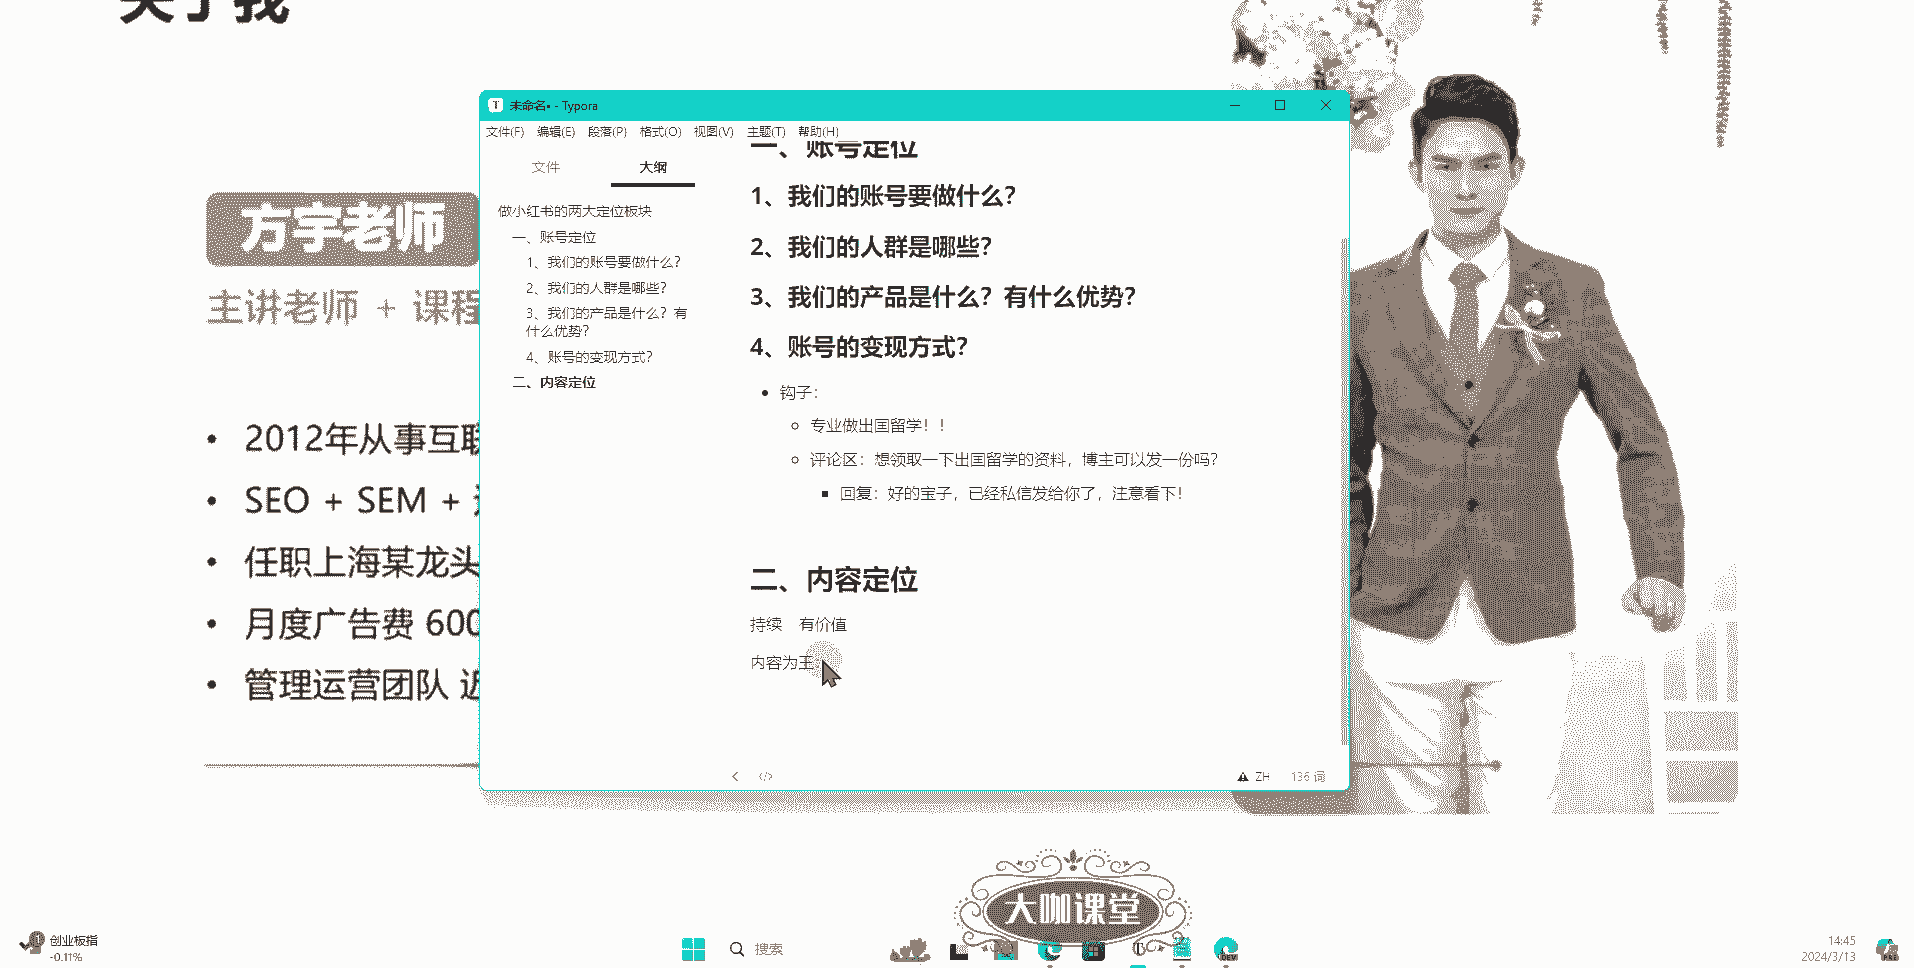 关于我
方宇老师
主讲老师 + 课程
2012年从事互联
SEO + SEM +
任职上海某龙头
月度广告费 600
管理运营团队 近
未命名• - Typora
文件(F) 编辑(E) 段落(P) 格式(O) 视图(V) 主题(T) 帮助(H)
文件 大纲
做小红书的两大定位板块
一、账号定位
1、我们的账号要做什么？
2、我们的人群是哪些？
3、我们的产品是什么？有
什么优势？
4、账号的变现方式？
二、内容定位
一、账号定位
1、我们的账号要做什么？
2、我们的人群是哪些？
3、我们的产品是什么？有什么优势？
4、账号的变现方式？
钩子：
专业做出国留学！！
评论区：想领取一下出国留学的资料，博主可以发一份吗？
回复：好的宝子，已经私信发给你了，注意看下！
二、内容定位
持续 有价值
内容为王
</> ZH 136 词
大咖课堂
1
创业板指
-0.11%
搜索
DEV
14:45
2024/3/13
PRE